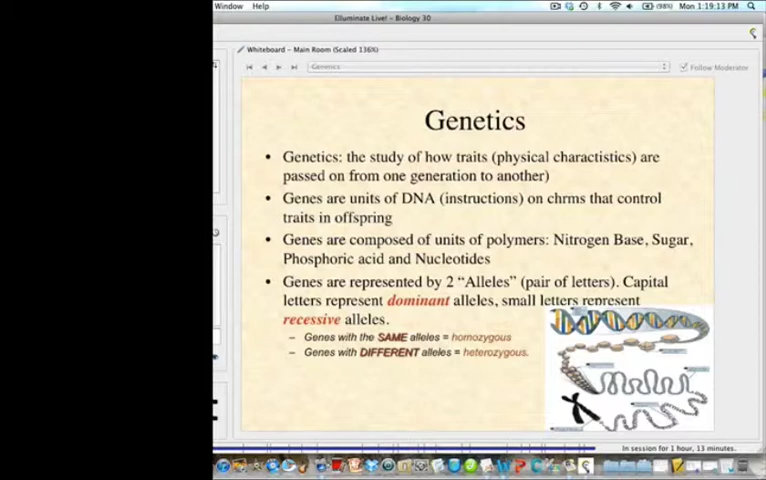 Window Help
(98%) Mon 1:19:13 PM
Elluminate Live! - Biology 30
Whiteboard - Main Room (Scaled 136%)
Genetics
Follow Moderator
Genetics
• Genetics: the study of how traits (physical charactistics) are
passed on from one generation to another)
• Genes are units of DNA (instructions) on chrms that control
traits in offspring
• Genes are composed of units of polymers: Nitrogen Base, Sugar,
Phosphoric acid and Nucleotides
• Genes are represented by 2 “Alleles” (pair of letters). Capital
letters represent dominant alleles, small letters represent
recessive alleles.
– Genes with the SAME alleles = homozygous
– Genes with DIFFERENT alleles = heterozygous.
In session for 1 hour, 13 minutes.